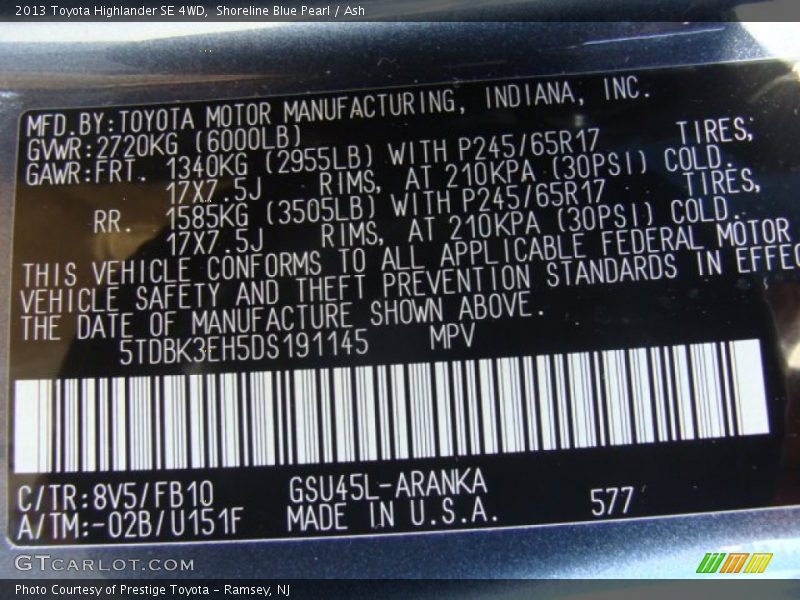 2013 Toyota Highlander SE 4WD, Shoreline Blue Pearl / Ash
MFD.BY:TOYOTA MOTOR MANUFACTURING, INDIANA, INC.
GVWR:2720KG (6000LB)
GAWR:FRT. 1340KG (2955LB) WITH P245/65R17 TIRES,
17X7.5J RIMS, AT 210KPA (30PSI) COLD.
RR. 1585KG (3505LB) WITH P245/65R17 TIRES,
17X7.5J RIMS, AT 210KPA (30PSI) COLD.
THIS VEHICLE CONFORMS TO ALL APPLICABLE FEDERAL MOTOR
VEHICLE SAFETY AND THEFT PREVENTION STANDARDS IN EFFEC
THE DATE OF MANUFACTURE SHOWN ABOVE.
5TDBK3EH5DS191145 MPV
C/TR:8V5/FB10 GSU45L-ARANKA
A/TM:-02B/U151F MADE IN U.S.A. 577
GTCarlot.com
Photo Courtesy of Prestige Toyota - Ramsey, NJ